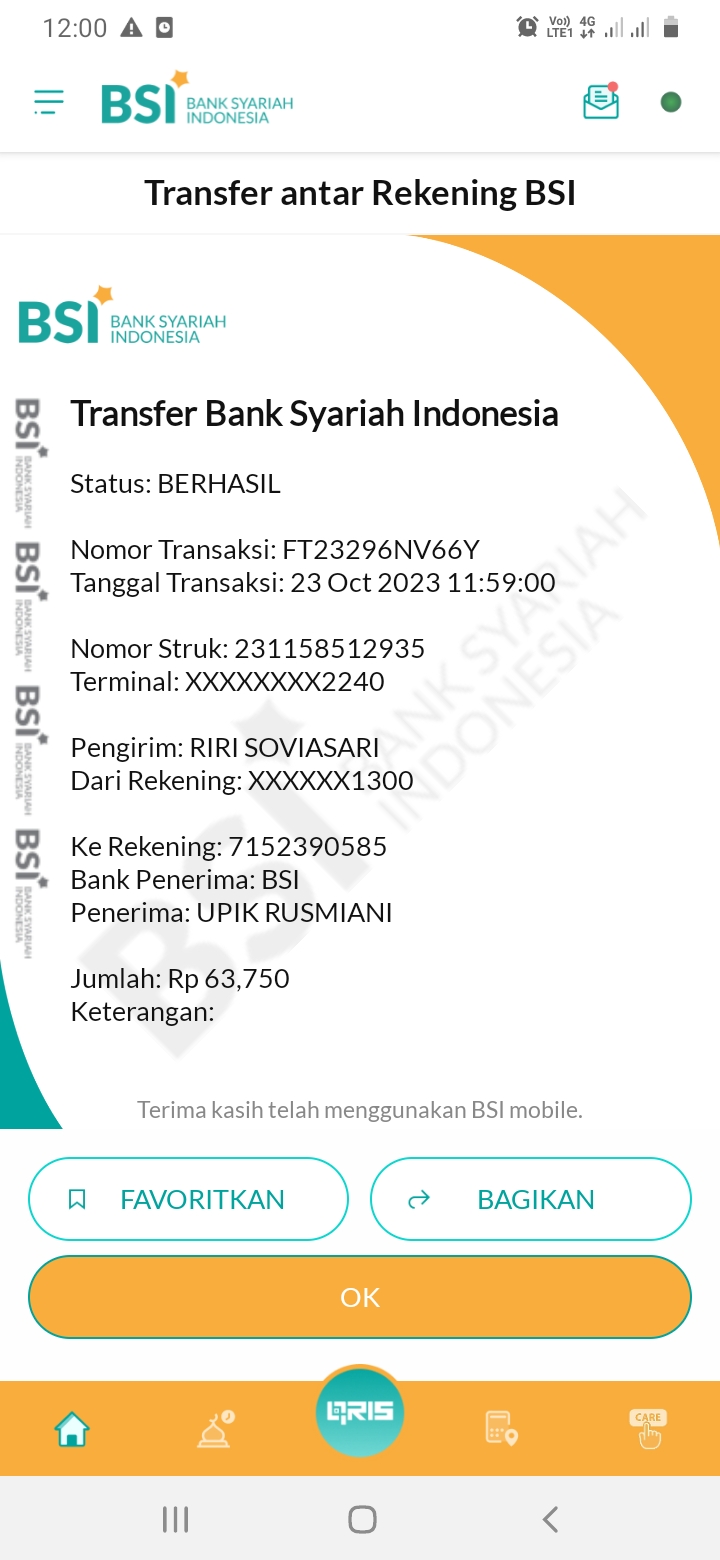 12:00
Vo) 4G
LTE1
BSI BANK SYARIAH
INDONESIA
Transfer antar Rekening BSI
BSI BANK SYARIAH
INDONESIA
Transfer Bank Syariah Indonesia
Status: BERHASIL
Nomor Transaksi: FT23296NV66Y
Tanggal Transaksi: 23 Oct 2023 11:59:00
Nomor Struk: 231158512935
Terminal: XXXXXXXX2240
Pengirim: RIRI SOVIASARI
Dari Rekening: XXXXXX1300
Ke Rekening: 7152390585
Bank Penerima: BSI
Penerima: UPIK RUSMIANI
Jumlah: Rp 63,750
Keterangan:
BSI BANK SYARIAH
INDONESIA
BSI BANK SYARIAH
INDONESIA
BSI BANK SYARIAH
INDONESIA
BSI BANK SYARIAH
INDONESIA
BSI BANK SYARIAH
INDONESIA
Terima kasih telah menggunakan BSI mobile.
FAVORITKAN
BAGIKAN
OK
QRIS
CARE